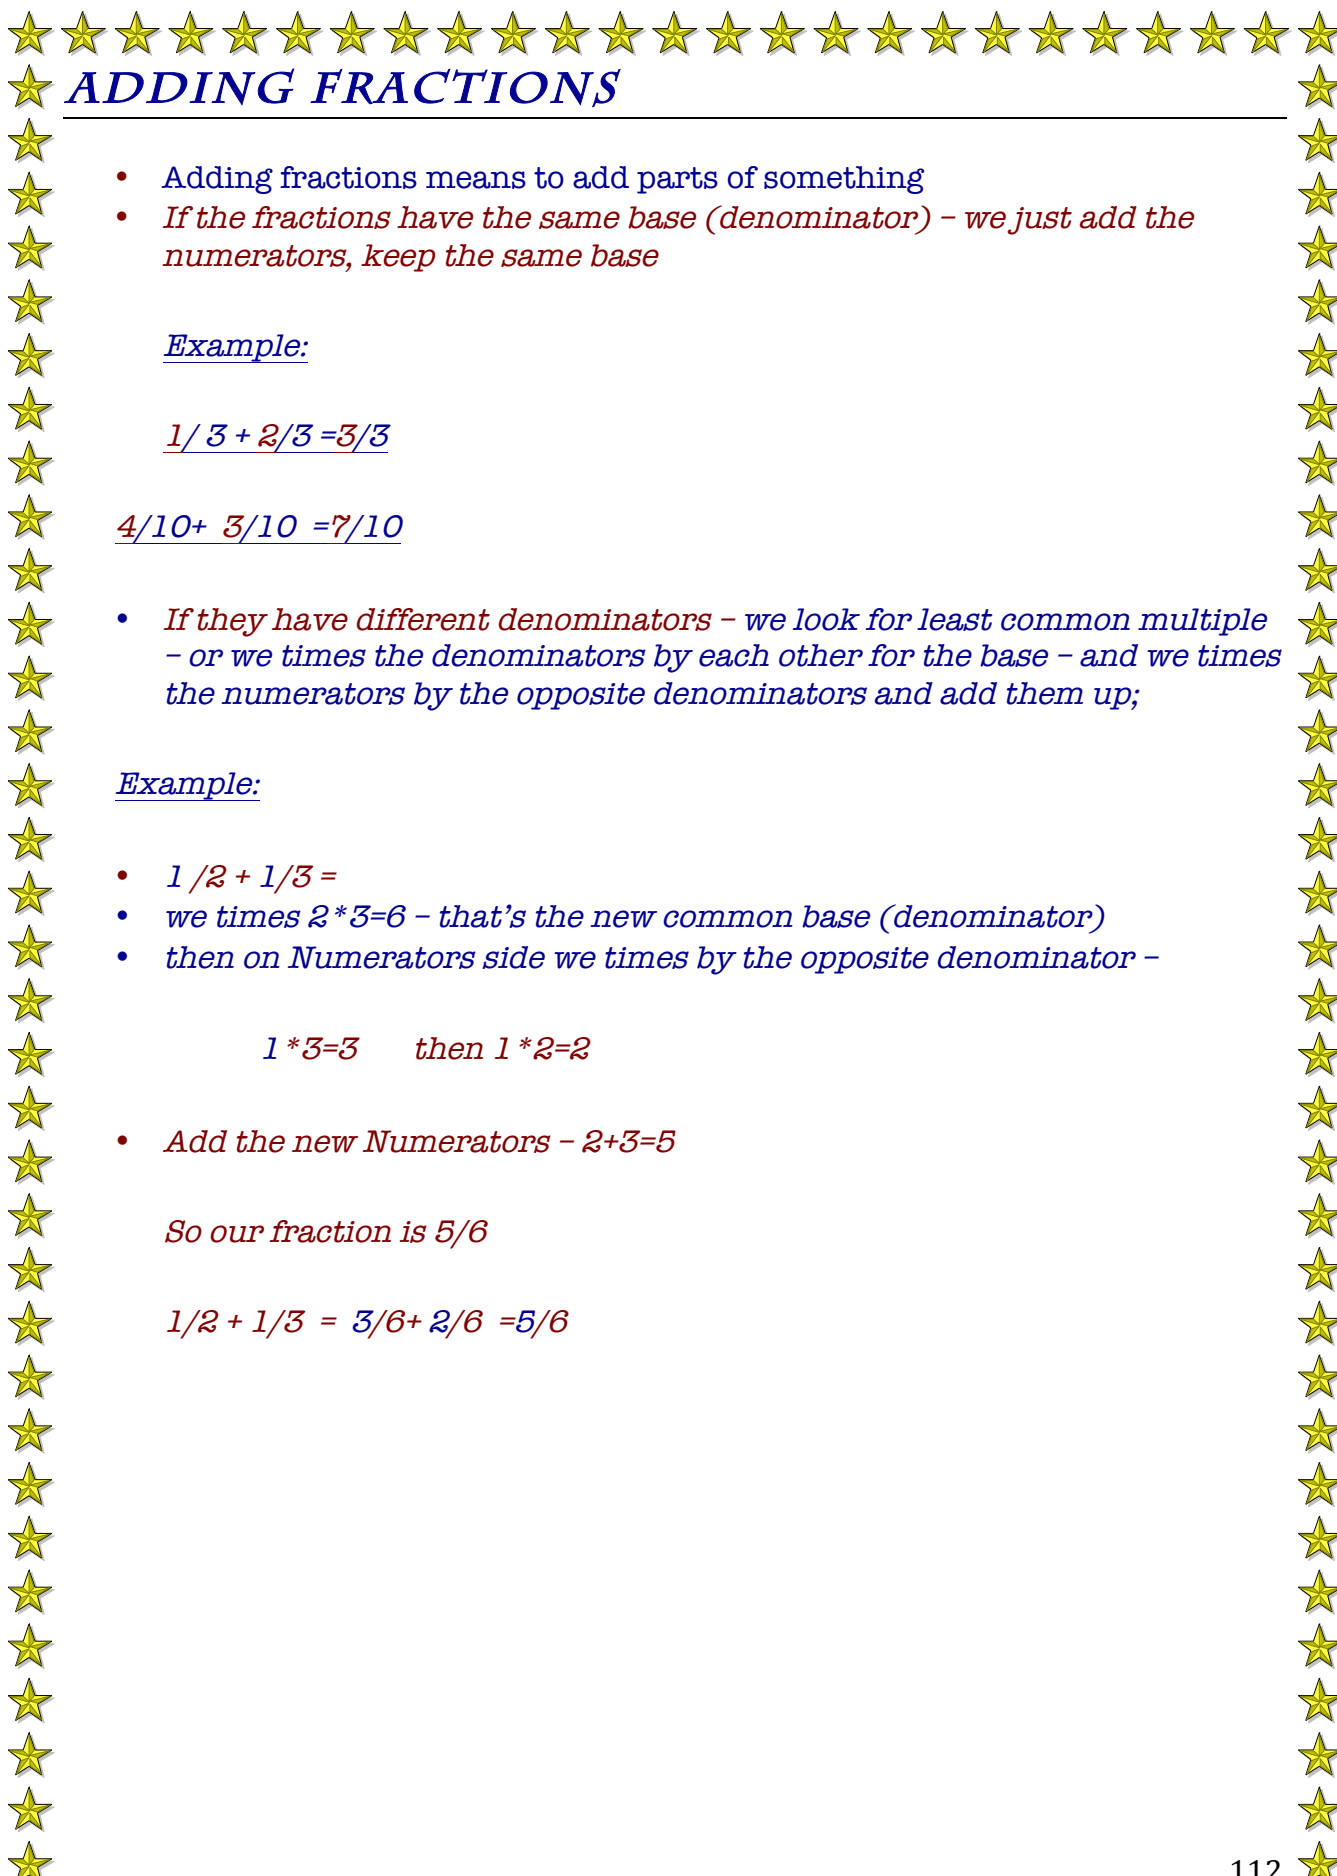 ADDING FRACTIONS
• Adding fractions means to add parts of something
• If the fractions have the same base (denominator) – we just add the
numerators, keep the same base
Example:
1/ 3 + 2/3 =3/3
4/10+ 3/10 =7/10
• If they have different denominators – we look for least common multiple
– or we times the denominators by each other for the base – and we times
the numerators by the opposite denominators and add them up;
Example:
• 1 /2 + 1/3 =
• we times 2*3=6 – that’s the new common base (denominator)
• then on Numerators side we times by the opposite denominator –
1*3=3 then 1*2=2
• Add the new Numerators – 2+3=5
So our fraction is 5/6
1/2 + 1/3 = 3/6+ 2/6 =5/6
112